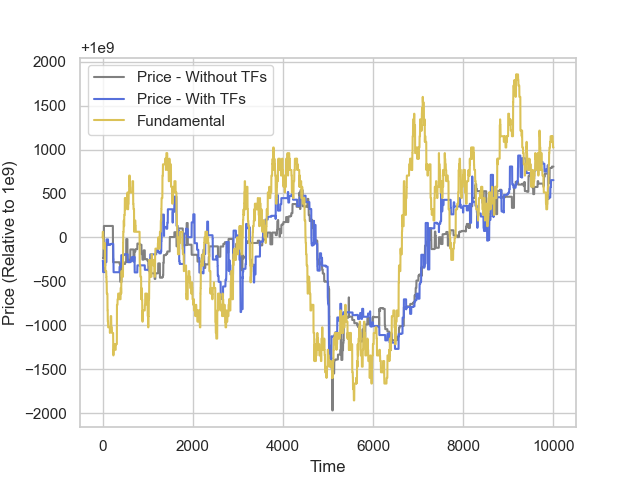 +1e9
Price - Without TFs
Price - With TFs
Fundamental
Price (Relative to 1e9)
2000
1500
1000
500
0
−500
−1000
−1500
−2000
0 2000 4000 6000 8000 10000
Time